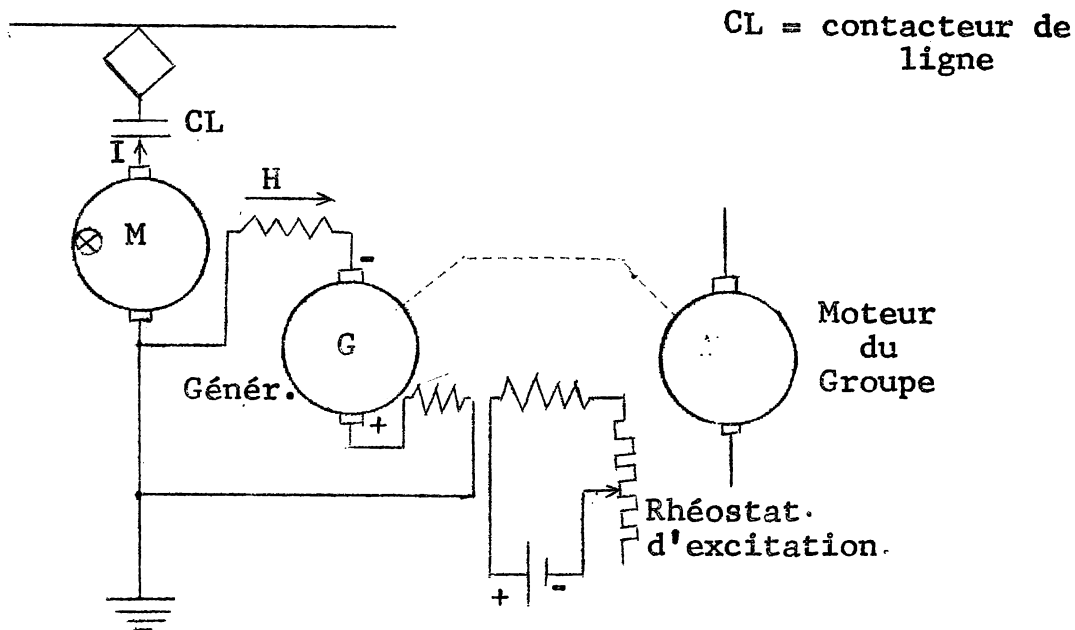 CL = contacteur de
ligne
CL
I
H
M
-
G
Génér.
+
Moteur
du
Groupe
Rhéostat.
d'excitation.
+ -